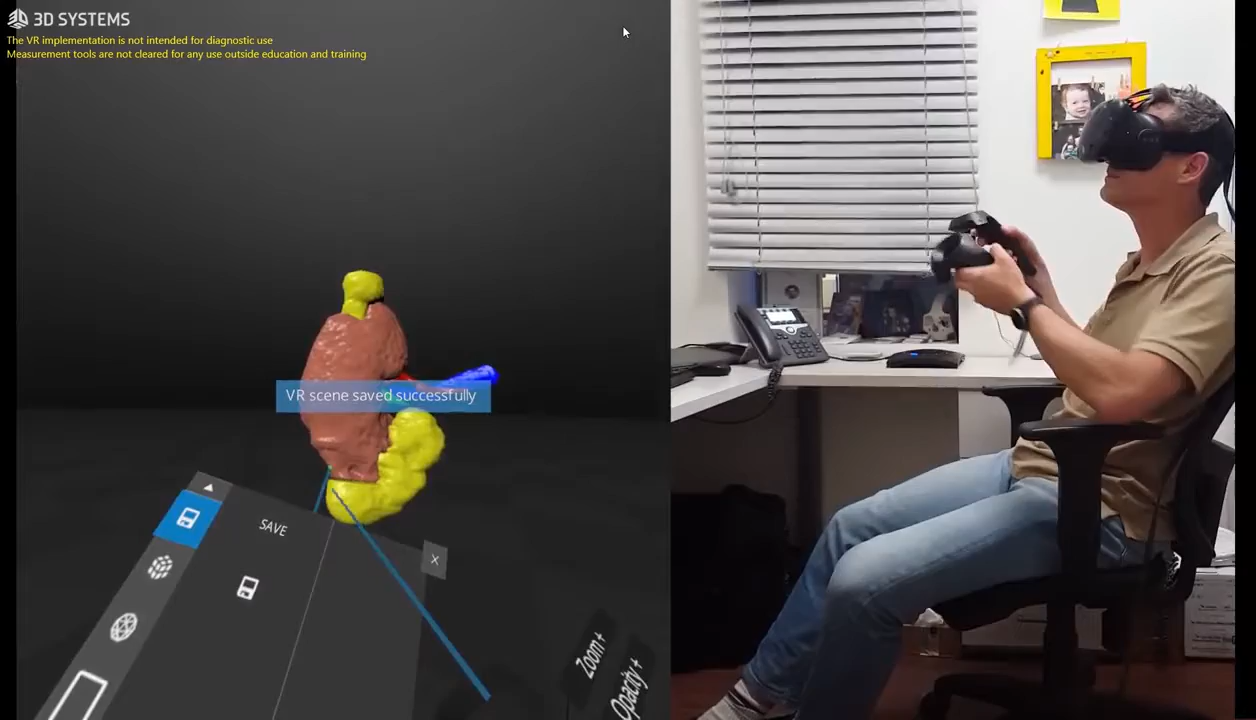 3D SYSTEMS
The VR implementation is not intended for diagnostic use
Measurement tools are not cleared for any use outside education and training
VR scene saved successfully
SAVE
X
Zoom+
Opacity+